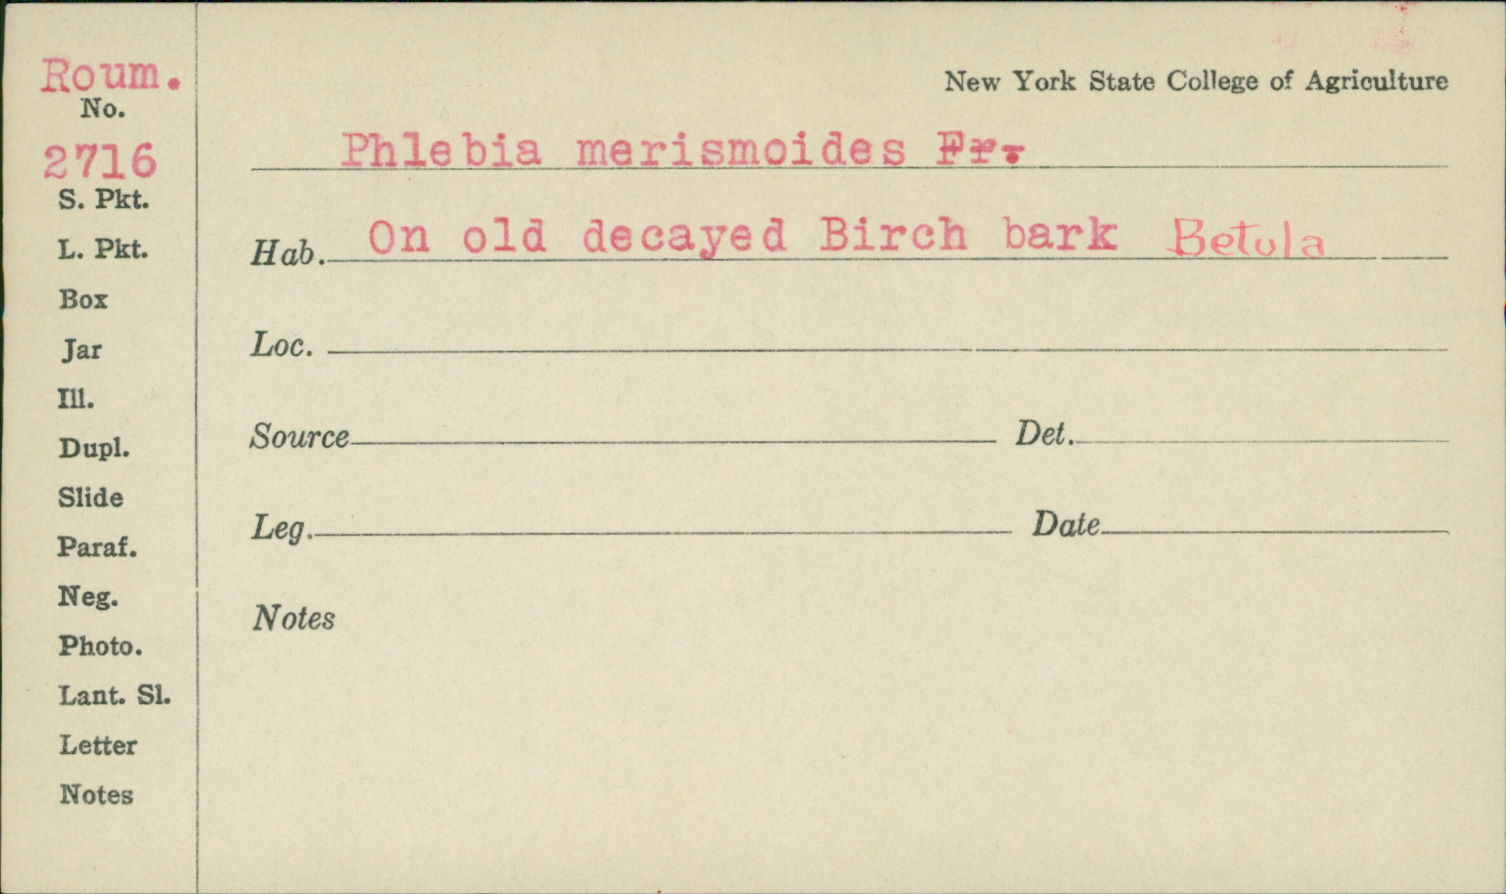 Roum.
No.
2716
S. Pkt.
L. Pkt.
Box
Jar
Ill.
Dupl.
Slide
Paraf.
Neg.
Photo.
Lant. Sl.
Letter
Notes
New York State College of Agriculture
Phlebia merismoides Fr.
Hab. On old decayed Birch bark Betula
Loc.
Source Det.
Leg. Date
Notes